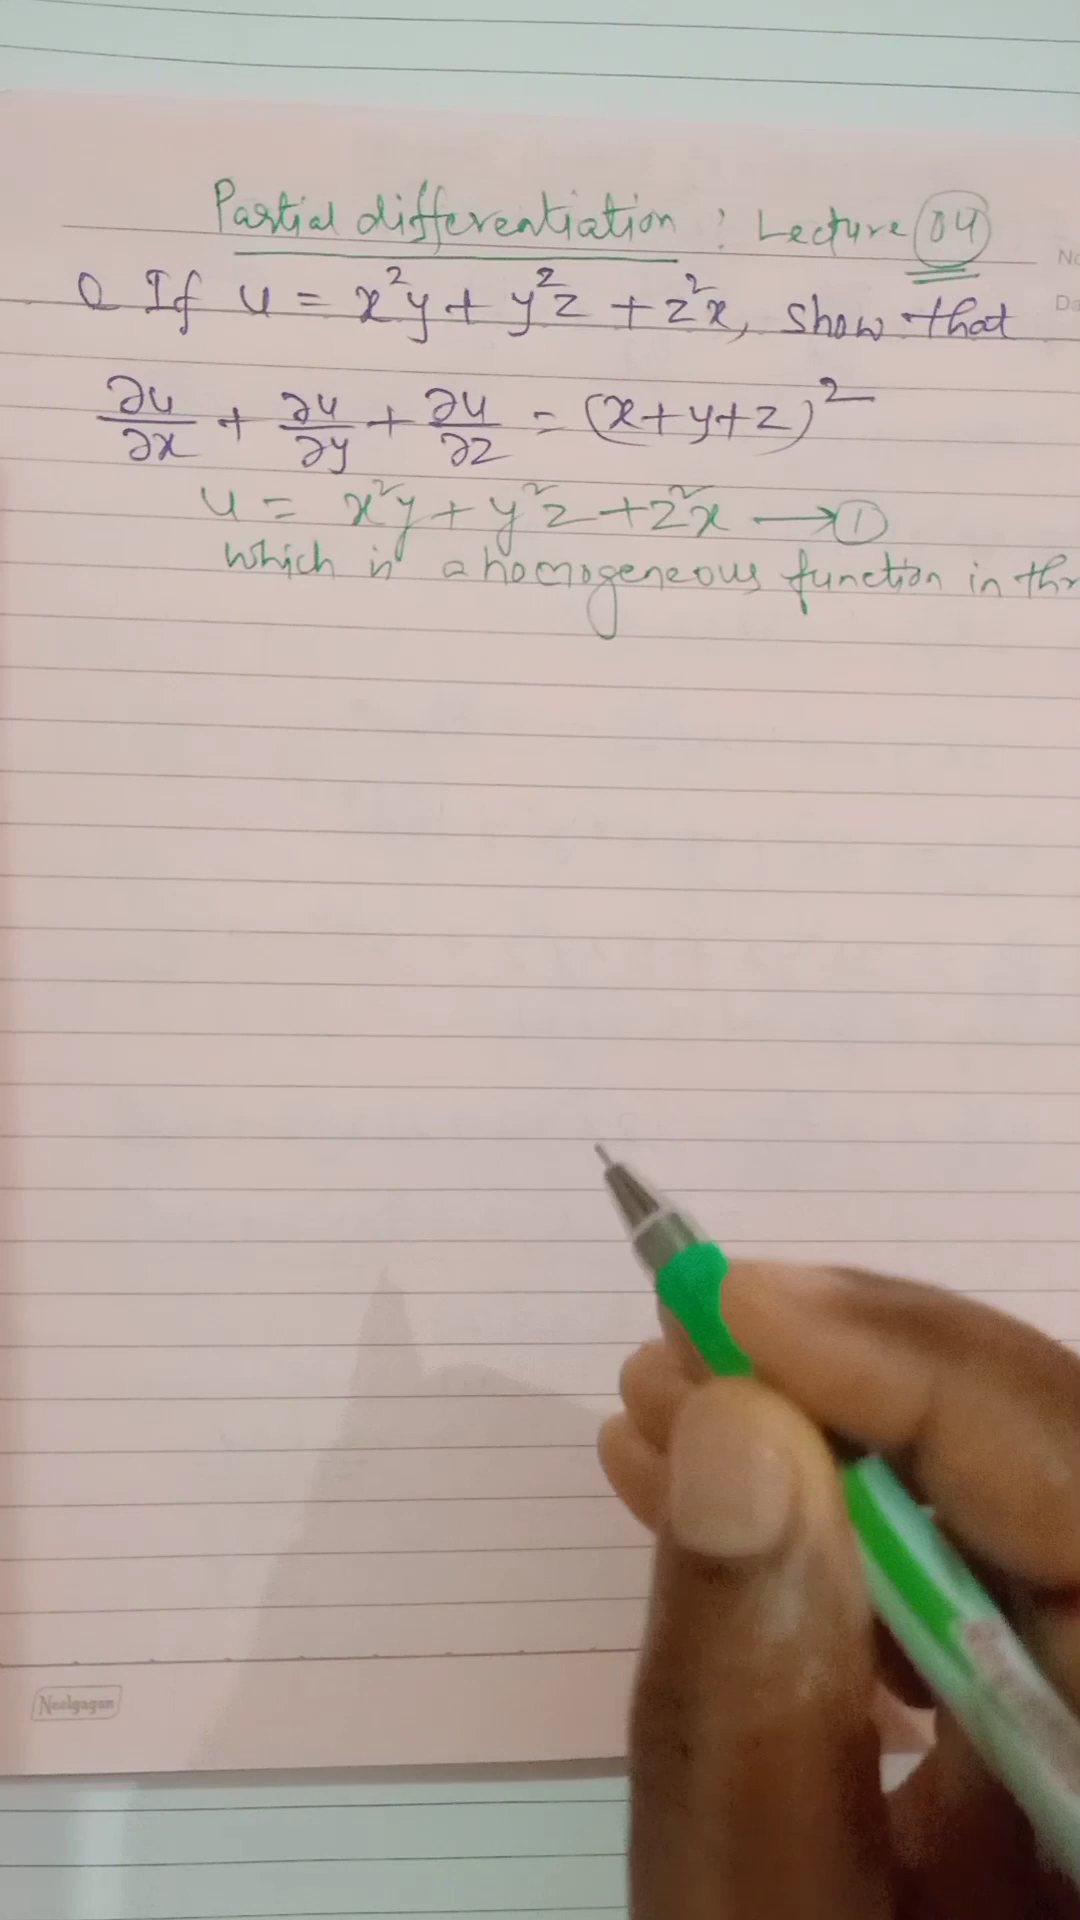 Partial differentiation : Lecture 04
Q If u = x²y + y²z + z²x, show that
∂u/∂x + ∂u/∂y + ∂u/∂z = (x+y+z)²
u = x²y + y²z + z²x → ①
which is a homogeneous function in
Neelgagan